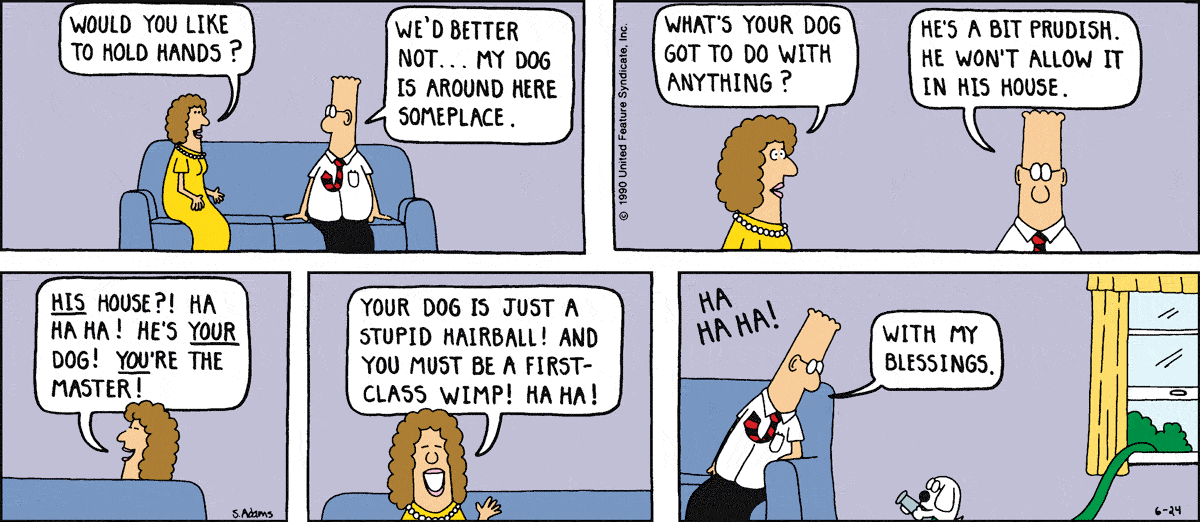 WOULD YOU LIKE
TO HOLD HANDS?
WE'D BETTER
NOT... MY DOG
IS AROUND HERE
SOMEPLACE.
© 1990 United Feature Syndicate, Inc.
WHAT'S YOUR DOG
GOT TO DO WITH
ANYTHING?
HE'S A BIT PRUDISH.
HE WON'T ALLOW IT
IN HIS HOUSE.
HIS HOUSE?! HA
HA HA! HE'S YOUR
DOG! YOU'RE THE
MASTER!
S. Adams
YOUR DOG IS JUST A
STUPID HAIRBALL! AND
YOU MUST BE A FIRST-
CLASS WIMP! HA HA!
HA
HA HA!
WITH MY
BLESSINGS.
6-24